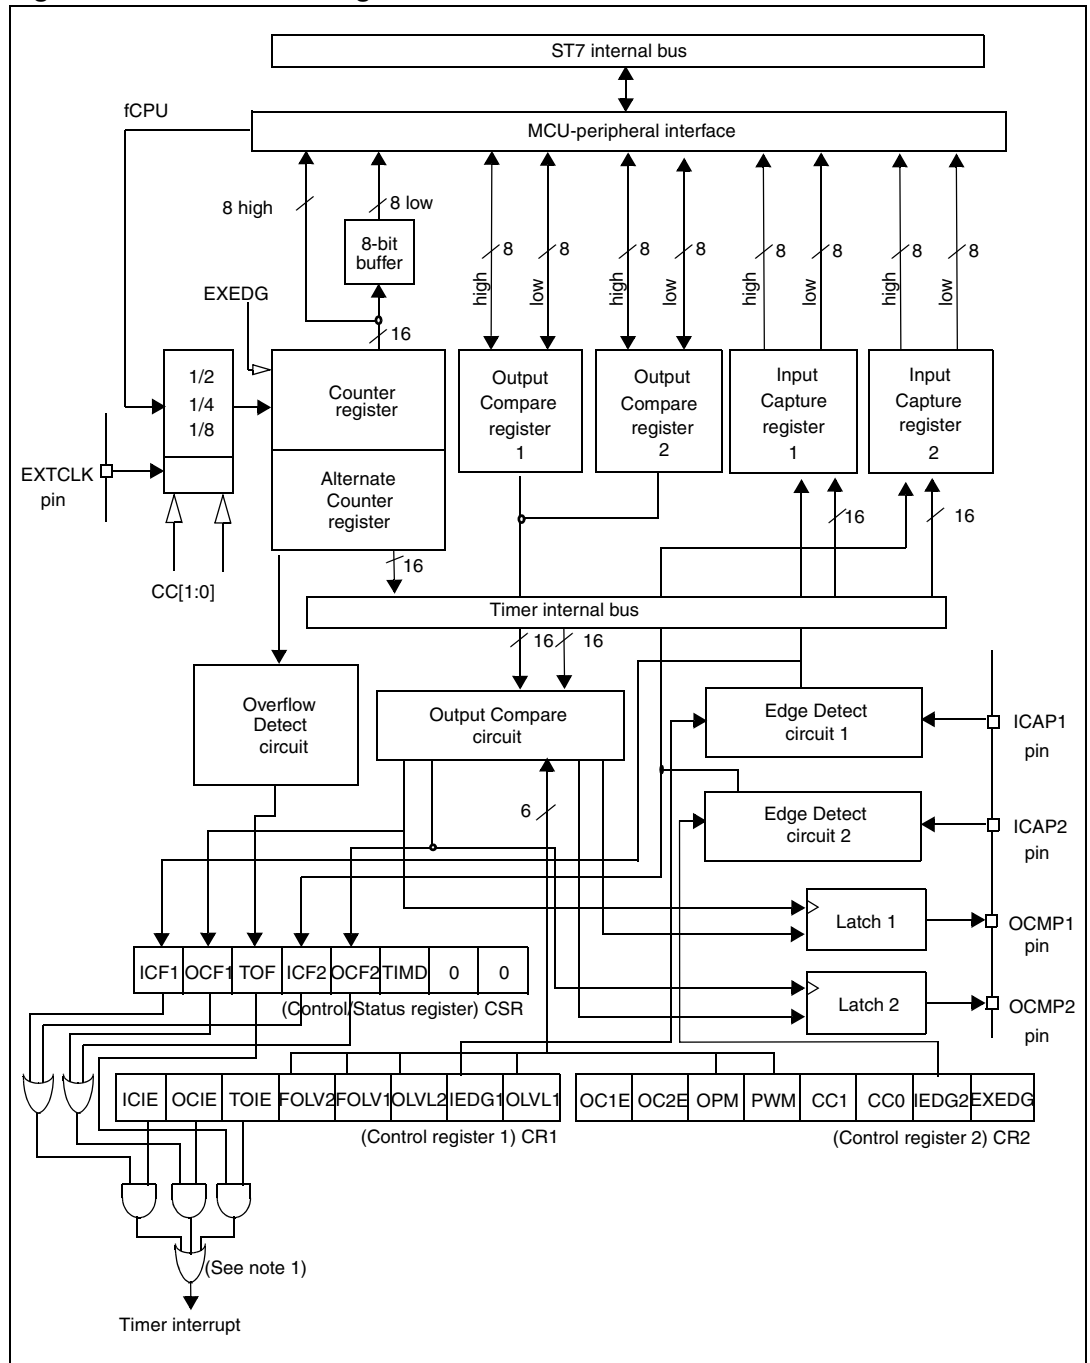 ST7 internal bus
fCPU
MCU-peripheral interface
8 high
8 low
8-bit
buffer
8
8
8
8
8
8
high
low
high
low
high
low
high
low
EXEDG
16
1/2
1/4
1/8
Counter
register
Output
Compare
register
1
Output
Compare
register
2
Input
Capture
register
1
Input
Capture
register
2
EXTCLK
pin
Alternate
Counter
register
16
16
16
CC[1:0]
Timer internal bus
16
16
Overflow
Detect
circuit
Output Compare
circuit
Edge Detect
circuit 1
ICAP1
pin
6
Edge Detect
circuit 2
ICAP2
pin
Latch 1
OCMP1
pin
ICF1 OCF1 TOF ICF2 OCF2 TIMD 0 0
(Control/Status register) CSR
Latch 2
OCMP2
pin
ICIE OCIE TOIE FOLV2 FOLV1 OLVL2 IEDG1 OLVL1
(Control register 1) CR1
OC1E OC2E OPM PWM CC1 CC0 IEDG2 EXEDG
(Control register 2) CR2
(See note 1)
Timer interrupt